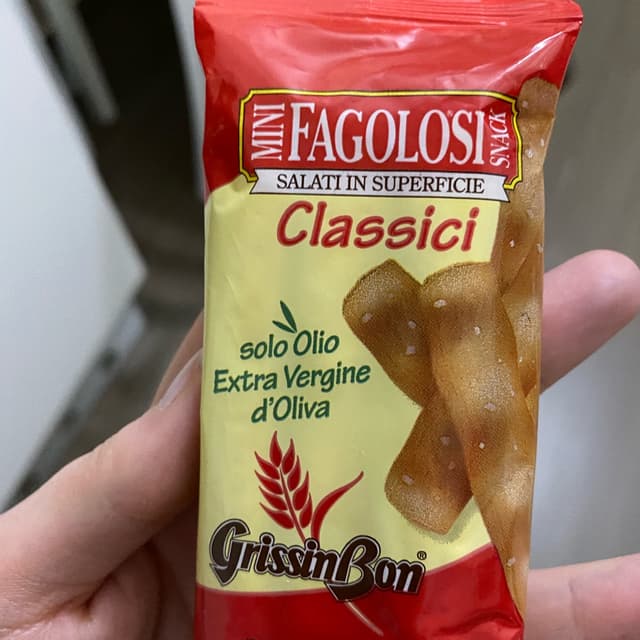 MINI FAGOLOSI SNACK
SALATI IN SUPERFICIE
Classici
solo Olio
Extra Vergine
d'Oliva
GrissinBon®